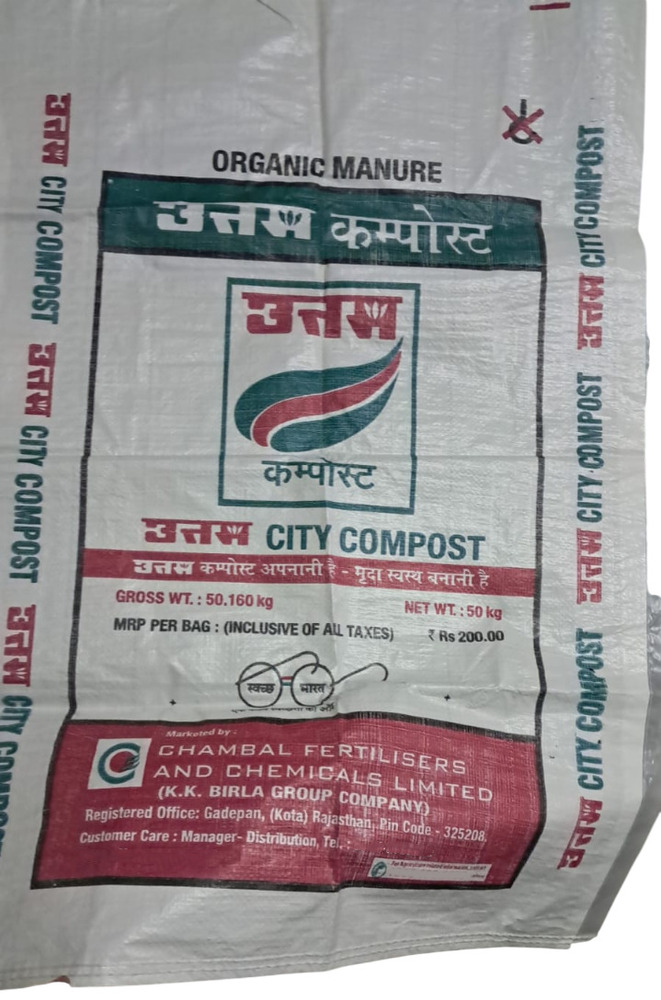 ORGANIC MANURE
उत्तम कम्पोस्ट
उत्तम
कम्पोस्ट
उत्तम CITY COMPOST
उत्तम कम्पोस्ट अपनानी है - मृदा स्वस्थ बनानी है
GROSS WT. : 50.160 kg
NET WT. : 50 kg
MRP PER BAG : (INCLUSIVE OF ALL TAXES) ₹ Rs 200.00
स्वच्छ भारत
Marketed by :
CHAMBAL FERTILISERS
AND CHEMICALS LIMITED
(K.K. BIRLA GROUP COMPANY)
Registered Office: Gadepan, (Kota) Rajasthan, Pin Code - 325208.
Customer Care : Manager- Distribution, Tel. :
उत्तम CITY COMPOST उत्तम CITY COMPOST उत्तम CITY COMPOST
उत्तम CITY COMPOST उत्तम CITY COMPOST उत्तम CITY COMPOST